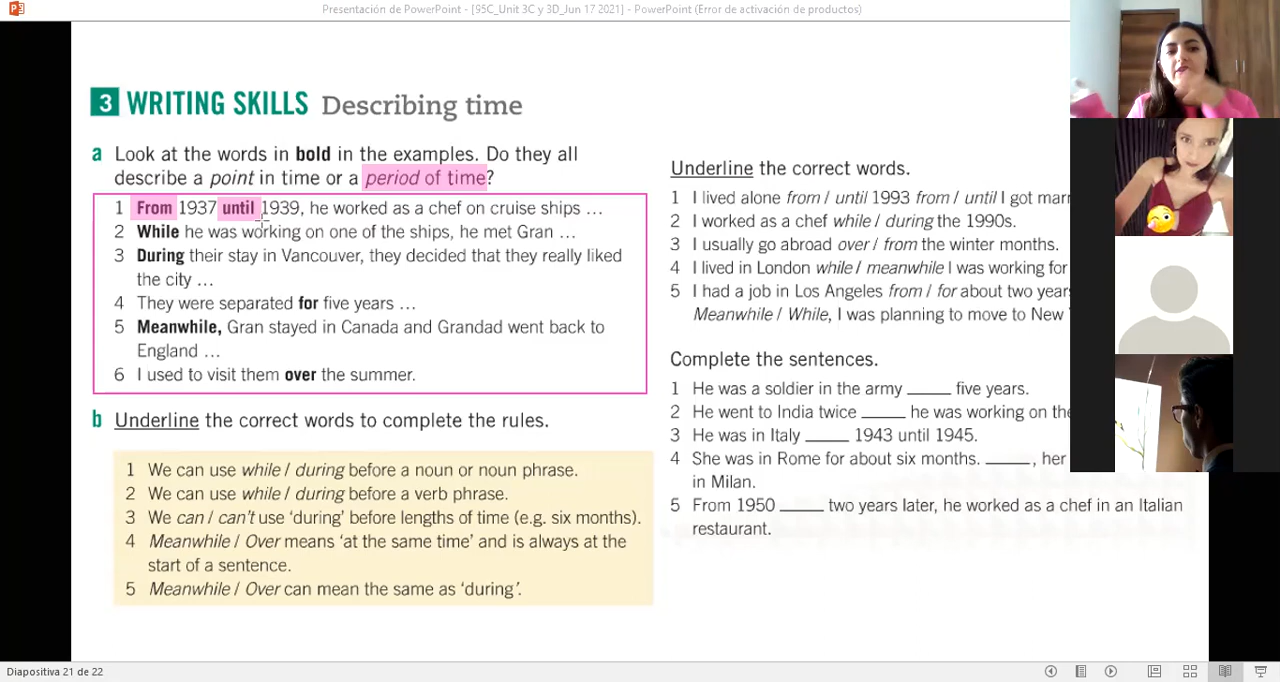 Presentación de PowerPoint - [95C_Unit 3C y 3D_Jun 17 2021] - PowerPoint (Error de activación de productos)
3 WRITING SKILLS Describing time
a Look at the words in bold in the examples. Do they all
describe a point in time or a period of time?
1 From 1937 until 1939, he worked as a chef on cruise ships ...
2 While he was working on one of the ships, he met Gran ...
3 During their stay in Vancouver, they decided that they really liked
the city ...
4 They were separated for five years ...
5 Meanwhile, Gran stayed in Canada and Grandad went back to
England ...
6 I used to visit them over the summer.
b Underline the correct words to complete the rules.
1 We can use while / during before a noun or noun phrase.
2 We can use while / during before a verb phrase.
3 We can / can't use 'during' before lengths of time (e.g. six months).
4 Meanwhile / Over means 'at the same time' and is always at the
start of a sentence.
5 Meanwhile / Over can mean the same as 'during'.
Underline the correct words.
1 I lived alone from / until 1993 from / until I got marr
2 I worked as a chef while / during the 1990s.
3 I usually go abroad over / from the winter months.
4 I lived in London while / meanwhile I was working for
5 I had a job in Los Angeles from / for about two year
Meanwhile / While, I was planning to move to New
Complete the sentences.
1 He was a soldier in the army _____ five years.
2 He went to India twice _____ he was working on the
3 He was in Italy _____ 1943 until 1945.
4 She was in Rome for about six months. _____, her
in Milan.
5 From 1950 _____ two years later, he worked as a chef in an Italian
restaurant.
Diapositiva 21 de 22